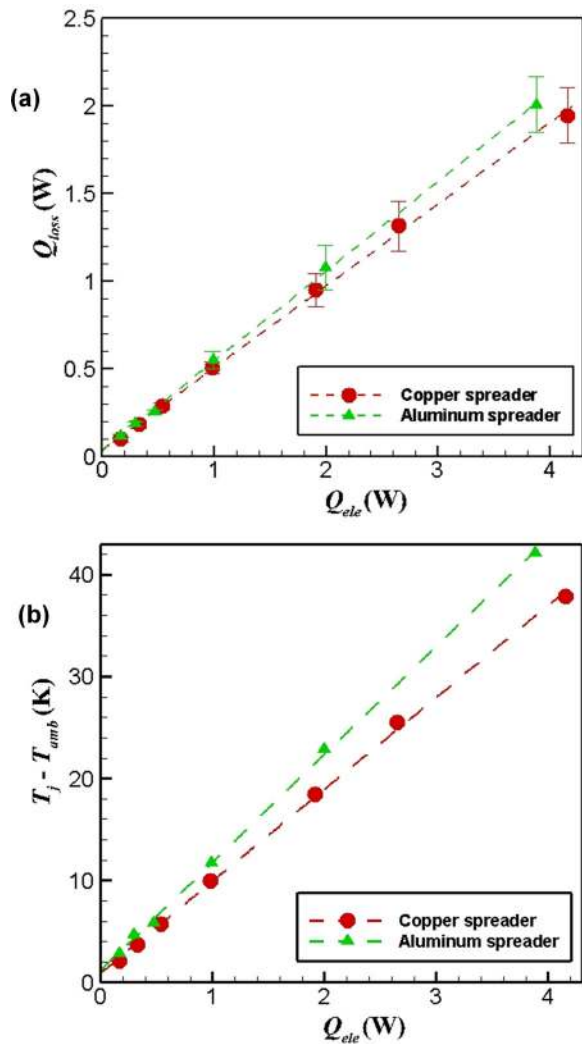 (a)
2.5
2
1.5
1
0.5
0
Q_loss (W)
Copper spreader
Aluminum spreader
0 1 2 3 4
Q_ele (W)
(b)
40
30
20
10
0
T_j - T_amb (K)
Copper spreader
Aluminum spreader
0 1 2 3 4
Q_ele (W)